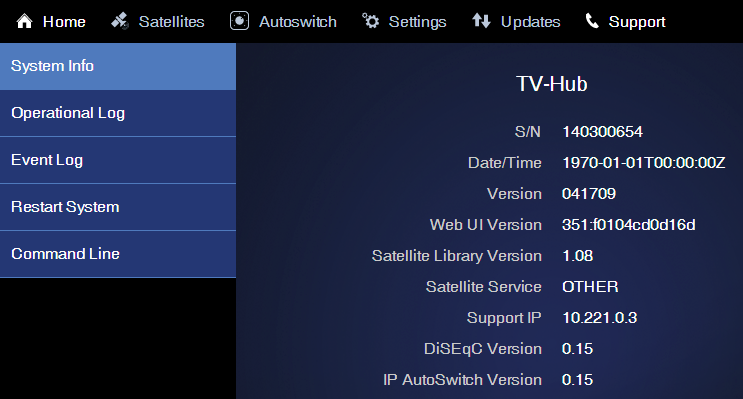 Home Satellites Autoswitch Settings Updates Support
System Info
Operational Log
Event Log
Restart System
Command Line
TV-Hub
S/N 140300654
Date/Time 1970-01-01T00:00:00Z
Version 041709
Web UI Version 351:f0104cd0d16d
Satellite Library Version 1.08
Satellite Service OTHER
Support IP 10.221.0.3
DiSEqC Version 0.15
IP AutoSwitch Version 0.15